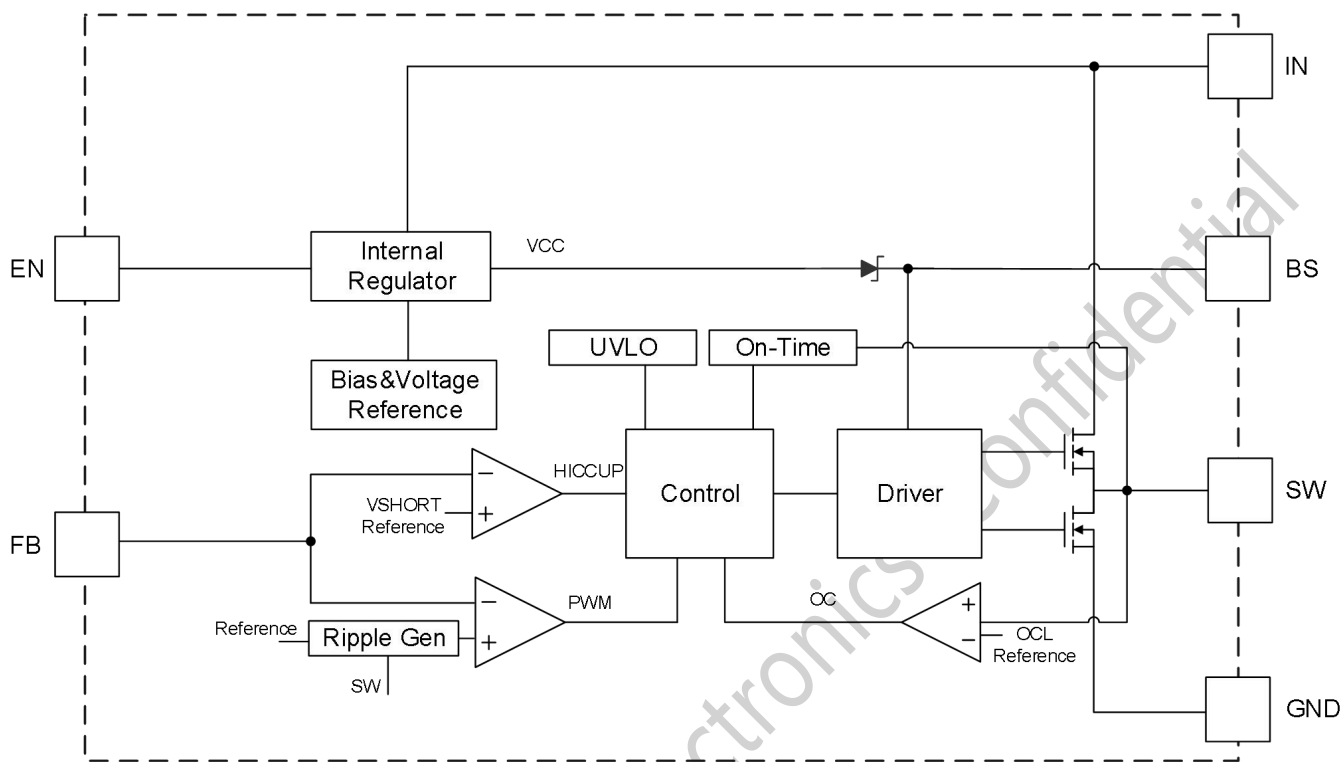 IN
EN
Internal
Regulator
VCC
BS
UVLO
On-Time
Bias&Voltage
Reference
HICCUP
VSHORT
Reference
Control
Driver
SW
FB
PWM
OC
Reference
Ripple Gen
SW
OCL
Reference
GND
+
−
+
−
+
−
Confidential